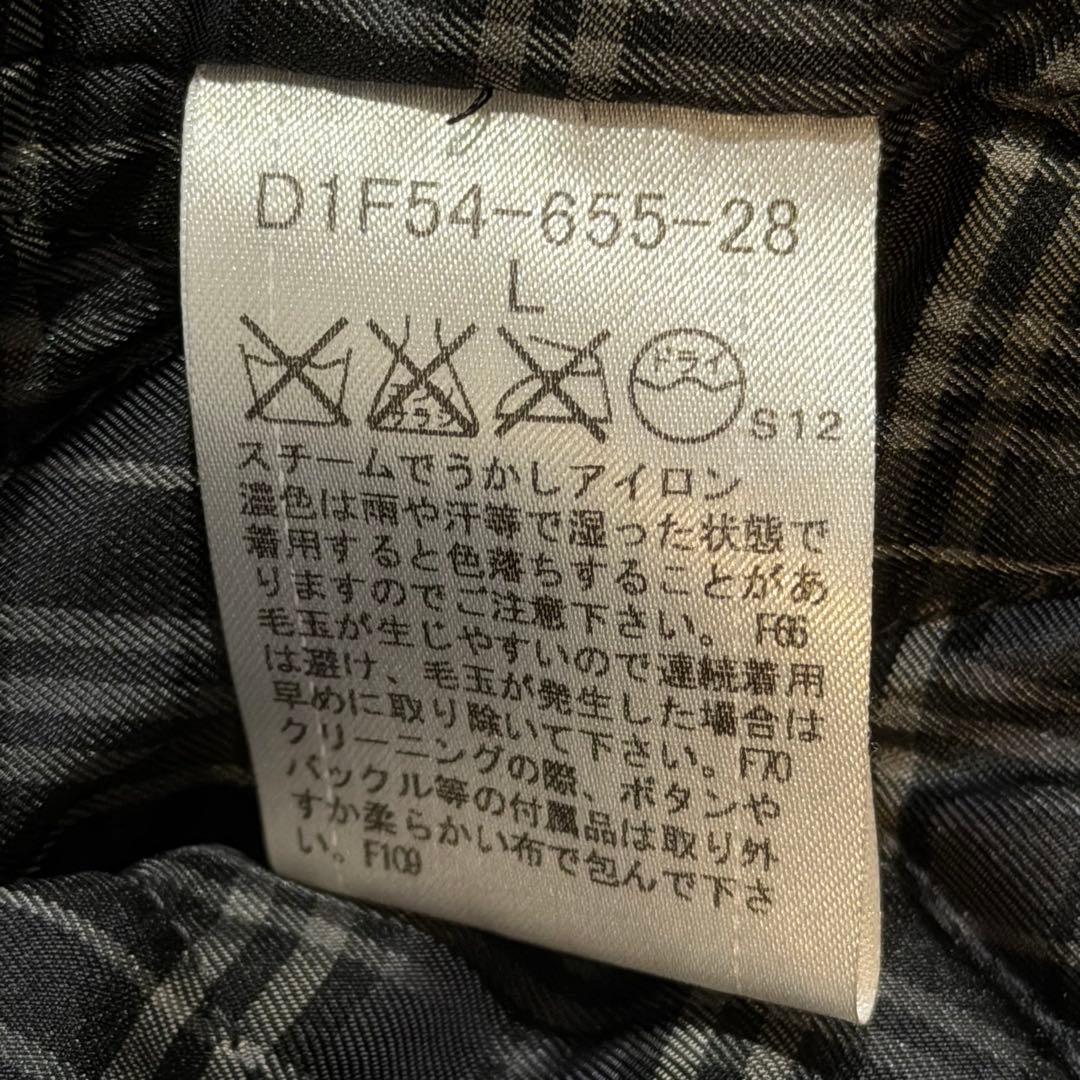 D1F54-655-28
L
エンソ
サラシ
ドライ
S12
スチームでうかしアイロン
濃色は雨や汗等で湿った状態で
着用すると色落ちすることがあ
りますのでご注意下さい。 F66
毛玉が生じやすいので連続着用
は避け、毛玉が発生した場合は
早めに取り除いて下さい。F70
クリーニングの際、ボタンや
バックル等の付属品は取り外
すか柔らかい布で包んで下さ
い。F109